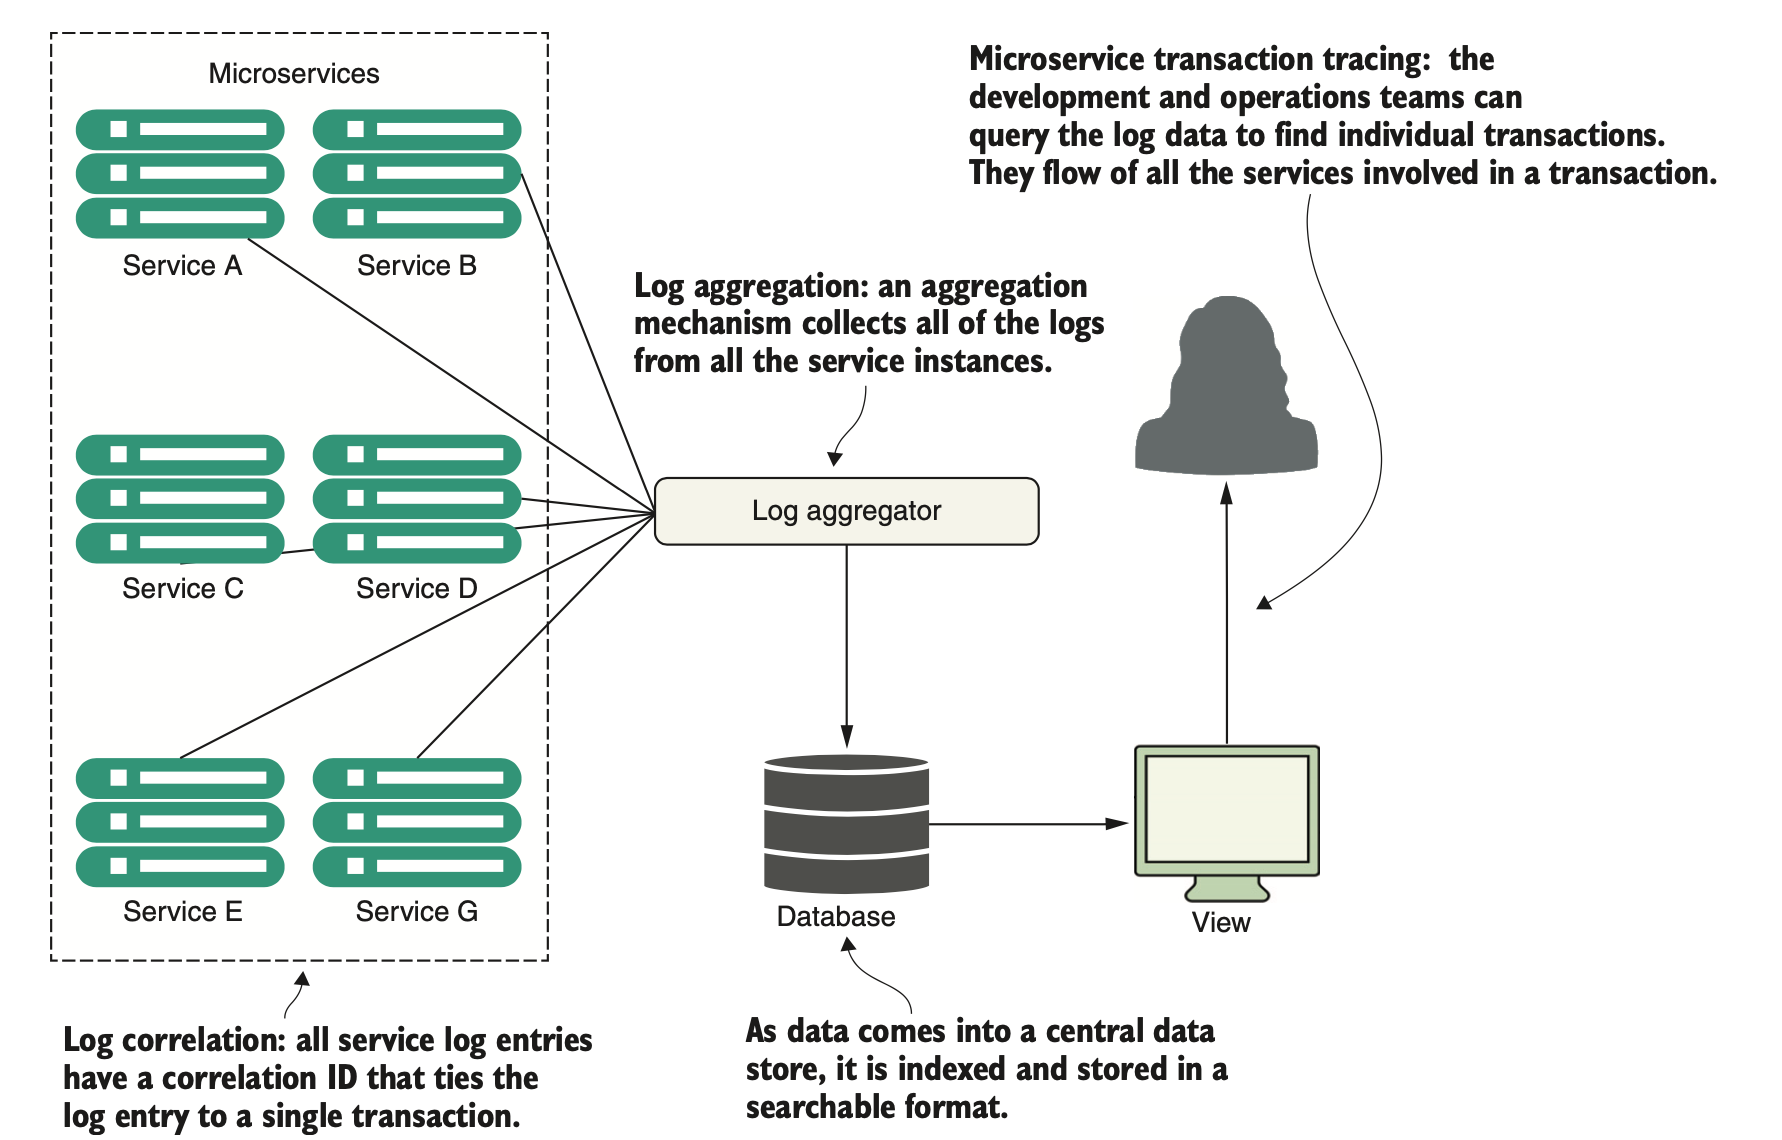 Microservices
Service A
Service B
Service C
Service D
Service E
Service G
Log correlation: all service log entries
have a correlation ID that ties the
log entry to a single transaction.
Log aggregation: an aggregation
mechanism collects all of the logs
from all the service instances.
Log aggregator
Database
As data comes into a central data
store, it is indexed and stored in a
searchable format.
Microservice transaction tracing: the
development and operations teams can
query the log data to find individual transactions.
They flow of all the services involved in a transaction.
View